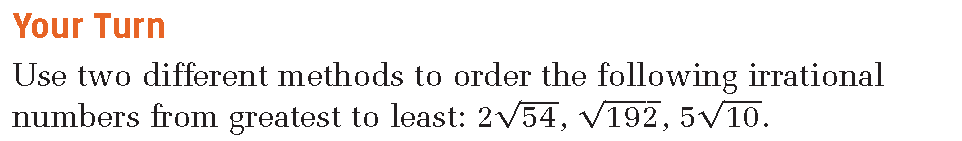 Your Turn
Use two different methods to order the following irrational
numbers from greatest to least: 2√54, √192, 5√10.